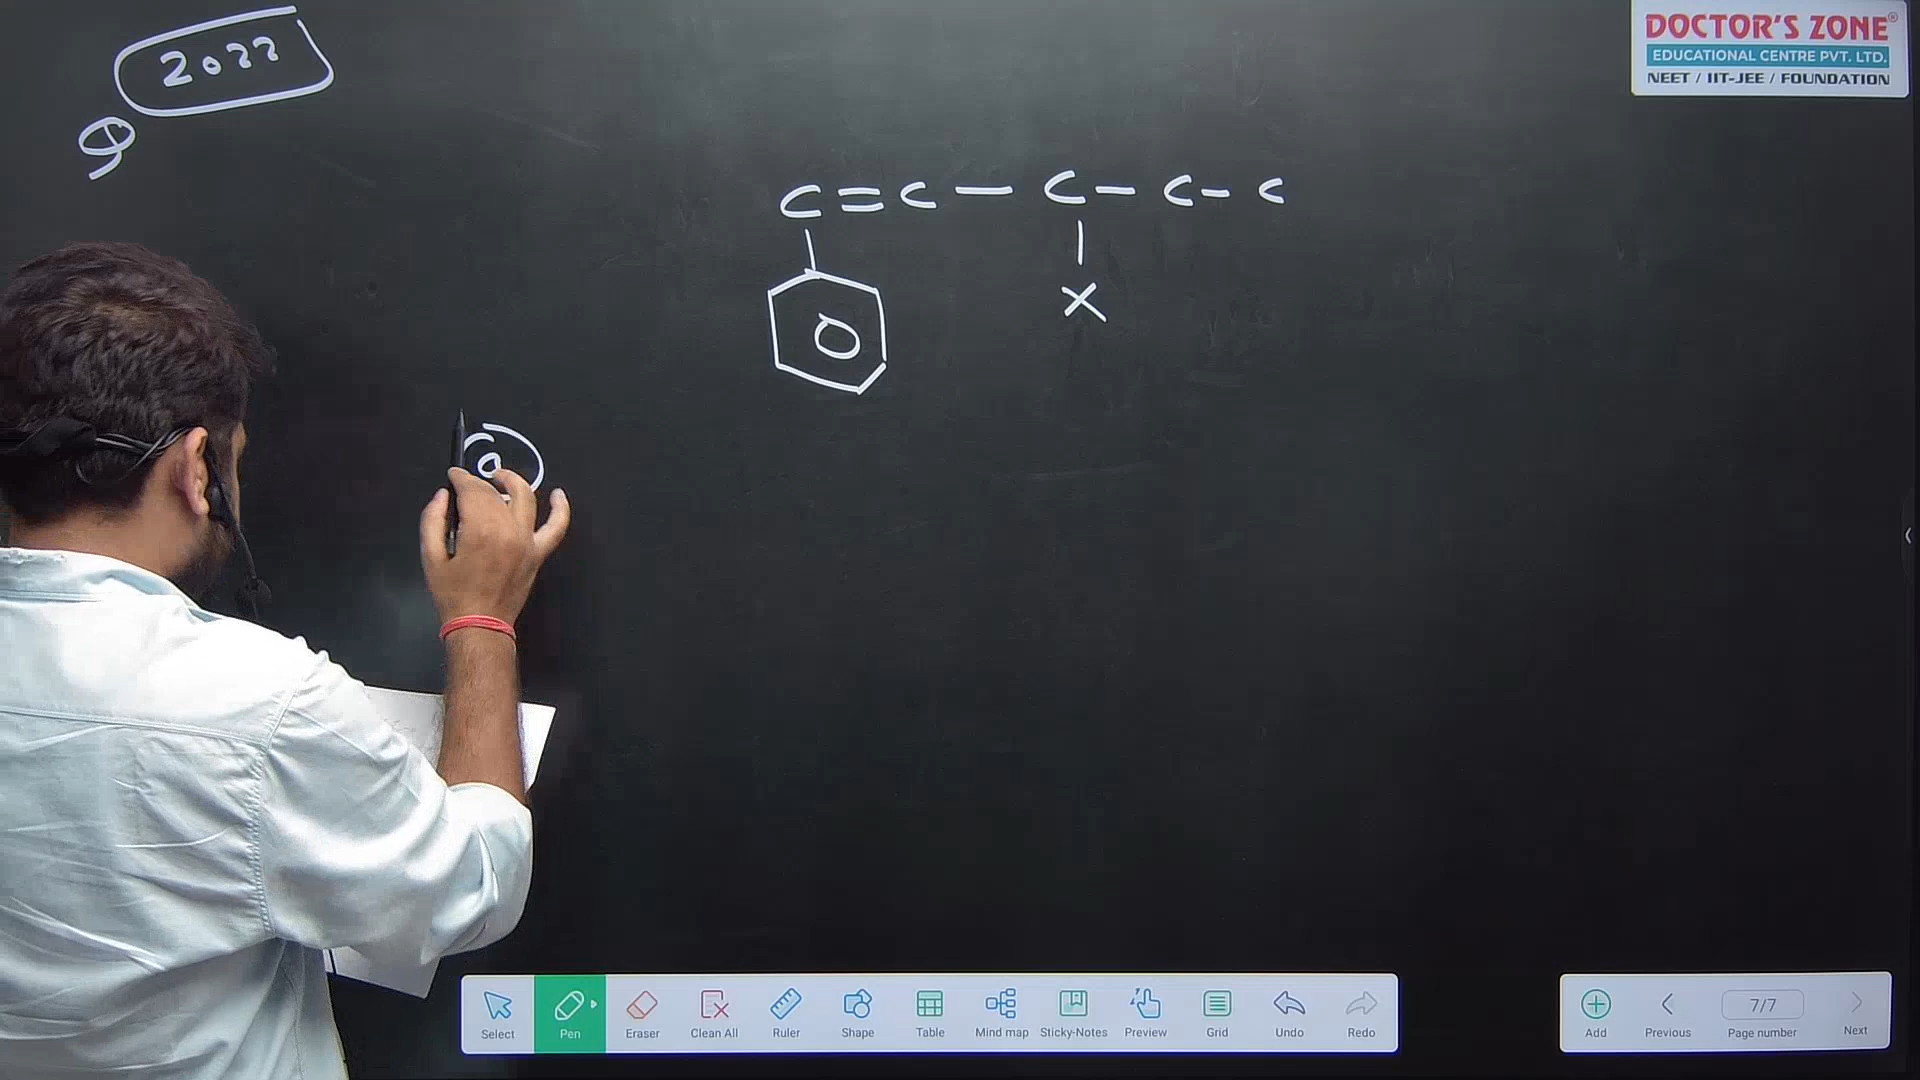 2022
Q
C = C — C – C – C
X
a
DOCTOR'S ZONE®
EDUCATIONAL CENTRE PVT. LTD.
NEET / IIT-JEE / FOUNDATION
Select
Pen
Eraser
Clean All
Ruler
Shape
Table
Mind map
Sticky-Notes
Preview
Grid
Undo
Redo
Add
Previous
7/7
Page number
Next